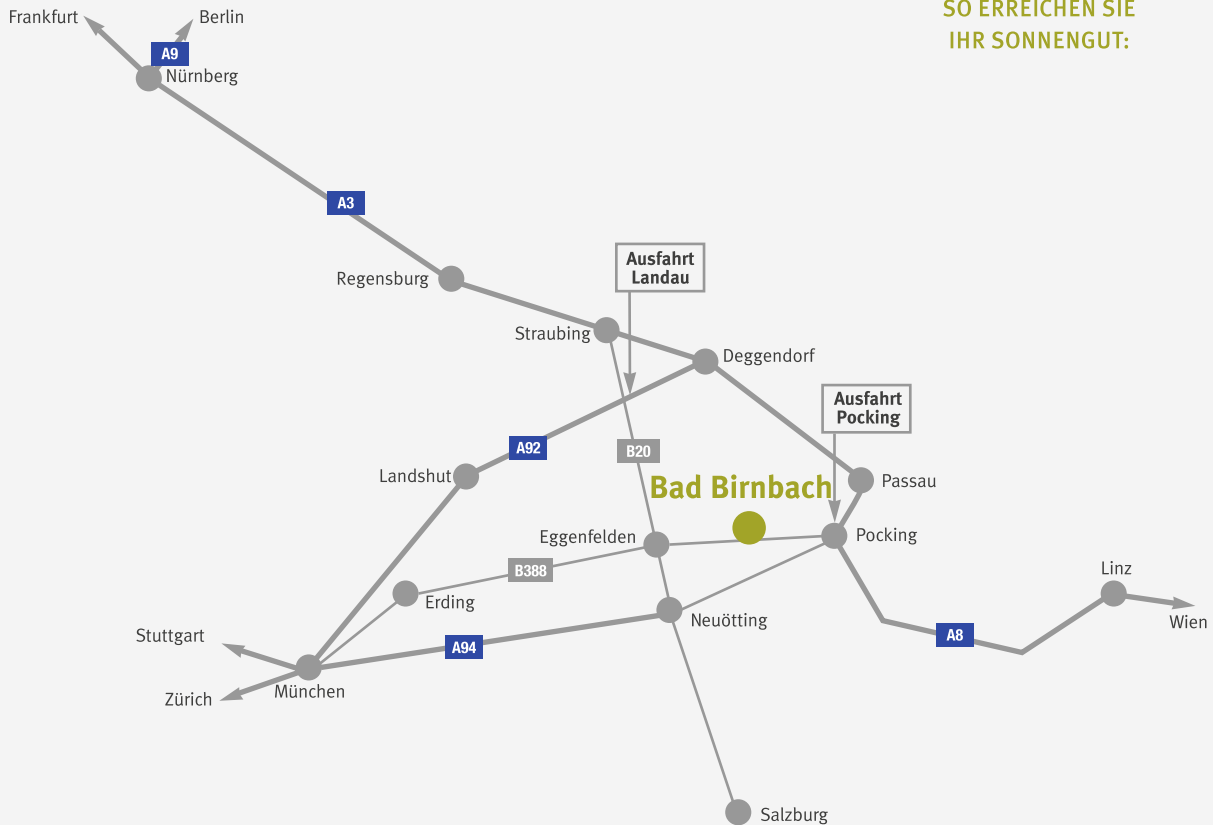 SO ERREICHEN SIE
IHR SONNENGUT:
Frankfurt
Berlin
A9
Nürnberg
A3
Regensburg
Ausfahrt
Landau
Straubing
Deggendorf
Ausfahrt
Pocking
A92
B20
Landshut
Bad Birnbach
Passau
Eggenfelden
Pocking
B388
Linz
Erding
Neuötting
Wien
Stuttgart
A94
A8
München
Zürich
Salzburg